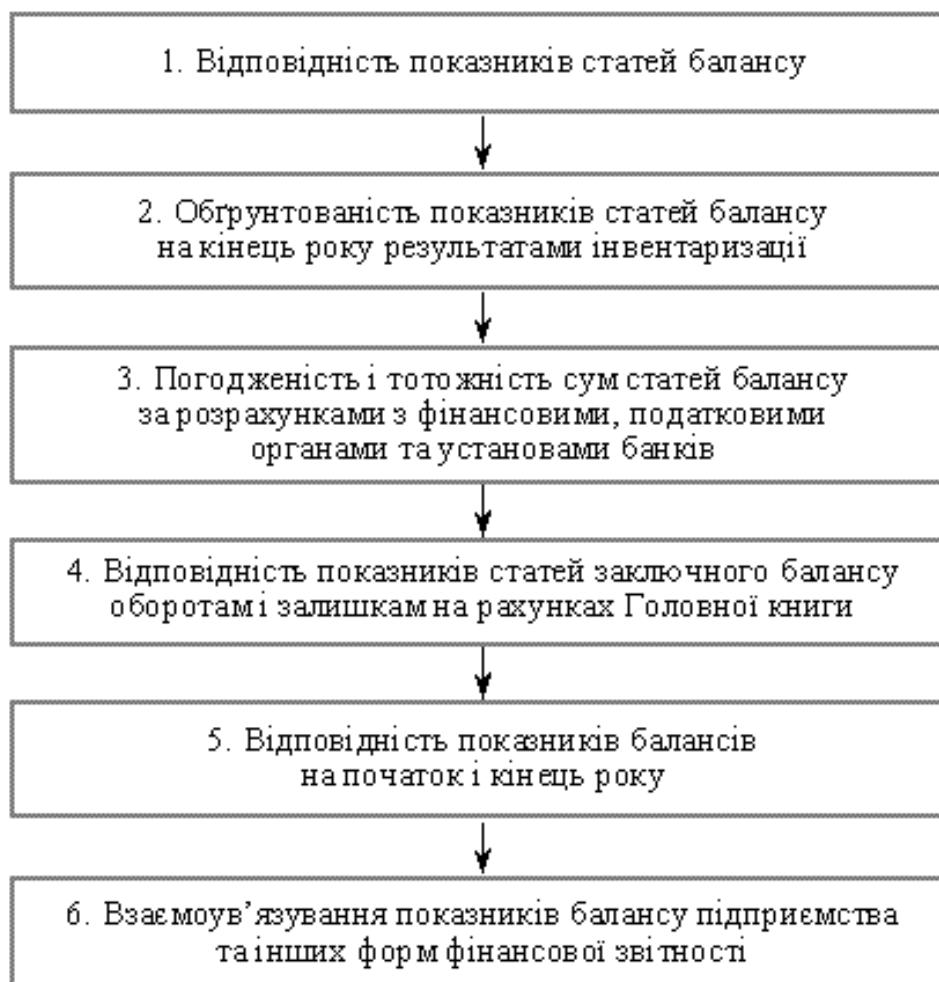 1. Відповідність показників статей балансу
2. Обґрунтованість показників статей балансу
на кінець року результатами інвентаризації
3. Погодженість і тотожність сум статей балансу
за розрахунками з фінансовими, податковими
органами та установами банків
4. Відповідність показників статей заключного балансу
оборотам і залишкам на рахунках Головної книги
5. Відповідність показників балансів
на початок і кінець року
6. Взаємоув’язування показників балансу підприємства
та інших форм фінансової звітності